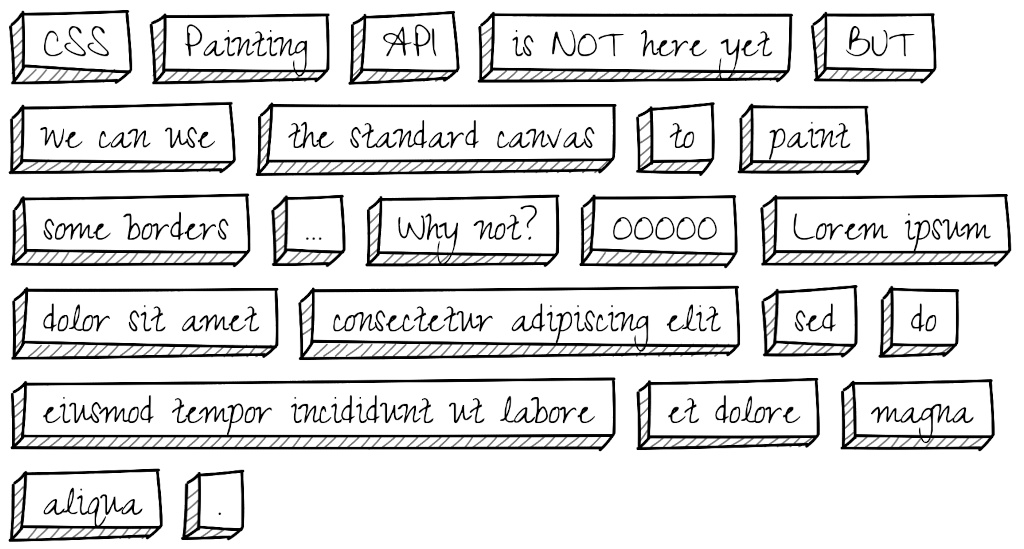 CSS Painting API is NOT here yet BUT
we can use the standard canvas to paint
some borders ... Why not? OOOOO Lorem ipsum
dolor sit amet consectetur adipiscing elit sed do
eiusmod tempor incididunt ut labore et dolore magna
aliqua .